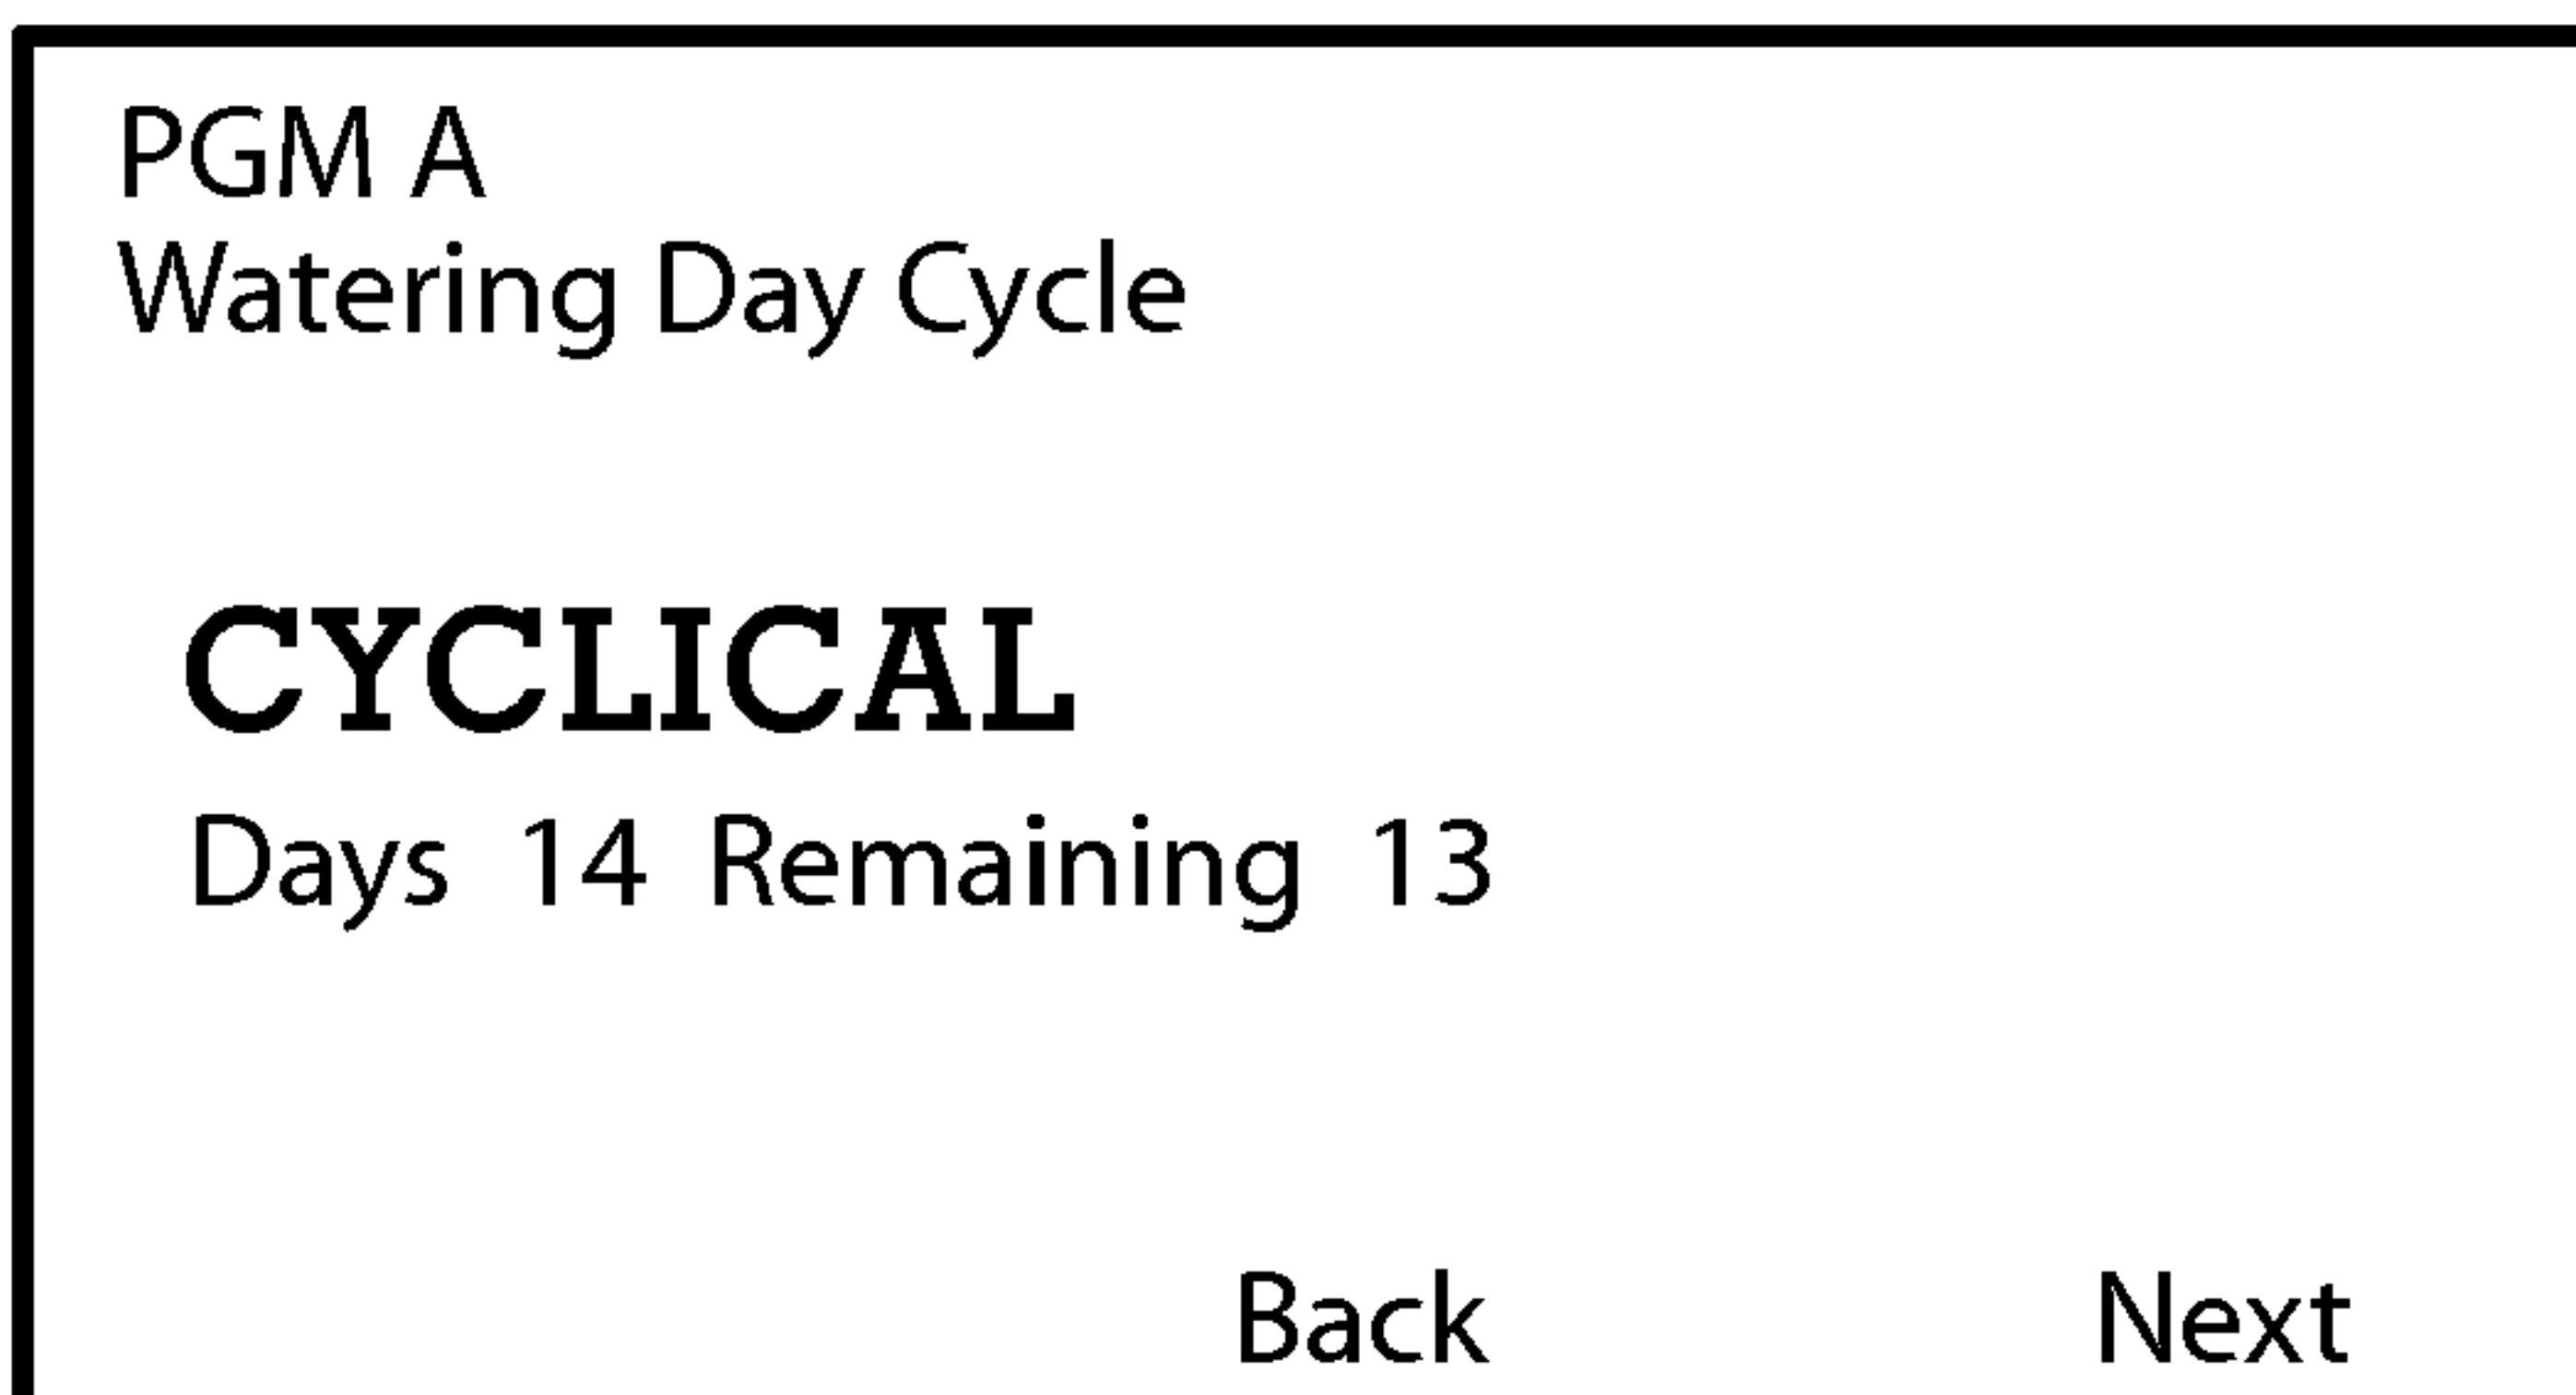 PGM A
Watering Day Cycle
CYCLICAL
Days 14 Remaining 13
Back Next